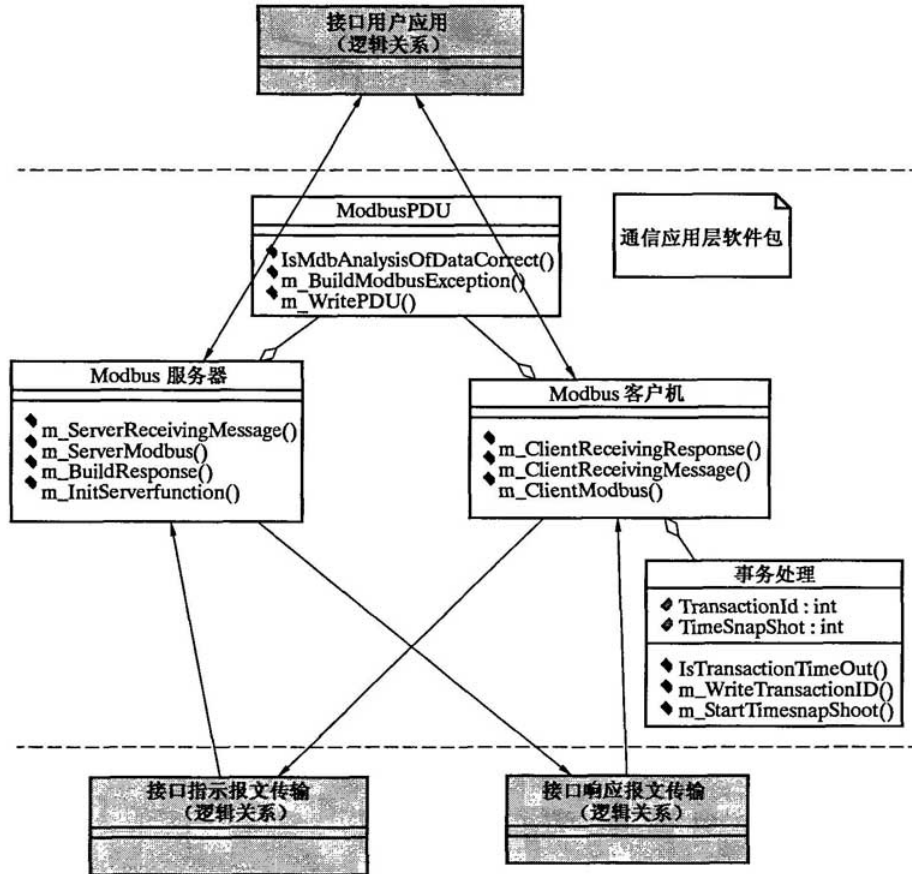 接口用户应用
（逻辑关系）
ModbusPDU
IsMdbAnalysisOfDataCorrect()
m_BuildModbusException()
m_WritePDU()
通信应用层软件包
Modbus 服务器
m_ServerReceivingMessage()
m_ServerModbus()
m_BuildResponse()
m_InitServerfunction()
Modbus 客户机
m_ClientReceivingResponse()
m_ClientReceivingMessage()
m_ClientModbus()
事务处理
TransactionId : int
TimeSnapShot : int
IsTransactionTimeOut()
m_WriteTransactionID()
m_StartTimesnapShoot()
接口指示报文传输
（逻辑关系）
接口响应报文传输
（逻辑关系）